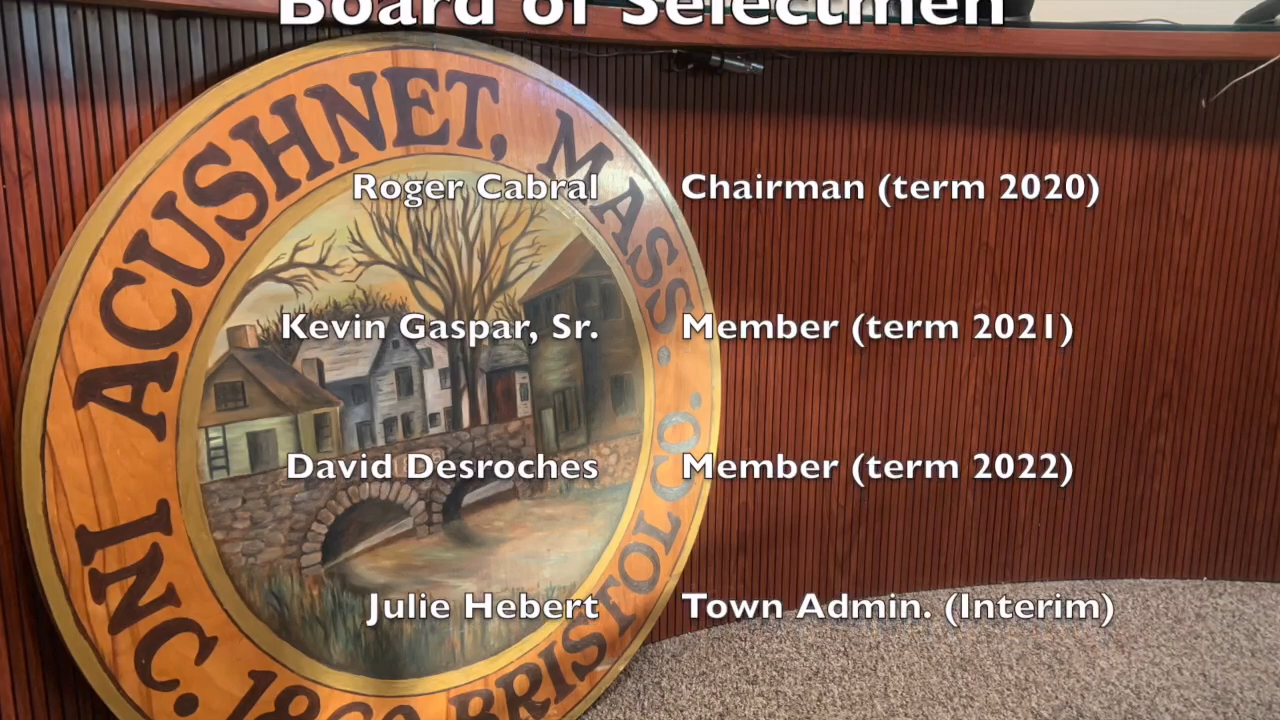 Board of Selectmen
ACUSHNET, MASS.
Roger Cabral Chairman (term 2020)
Kevin Gaspar, Sr. Member (term 2021)
David Desroches Member (term 2022)
Julie Hebert Town Admin. (Interim)
INC. 1860 BRISTOL CO.